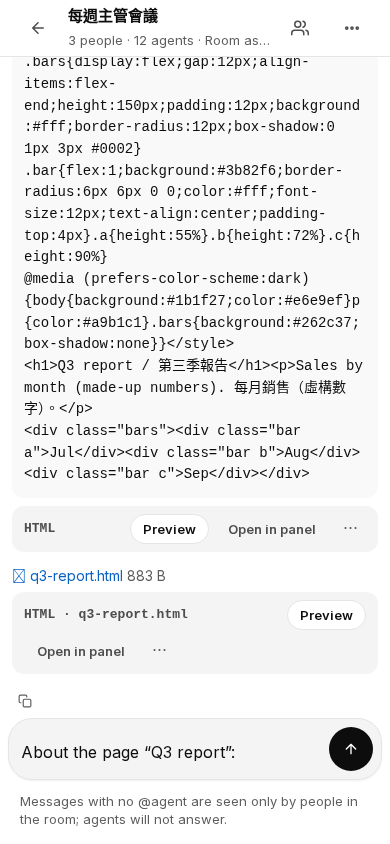 每週主管會議
3 people · 12 agents · Room as…
.bars{display:flex;gap:12px;align-
items:flex-
end;height:150px;padding:12px;background
:#fff;border-radius:12px;box-shadow:0
1px 3px #0002}
.bar{flex:1;background:#3b82f6;border-
radius:6px 6px 0 0;color:#fff;font-
size:12px;text-align:center;padding-
top:4px}.a{height:55%}.b{height:72%}.c{h
eight:90%}
@media (prefers-color-scheme:dark)
{body{background:#1b1f27;color:#e6e9ef}p
{color:#a9b1c1}.bars{background:#262c37;
box-shadow:none}}</style>
<h1>Q3 report / 第三季報告</h1><p>Sales by
month (made-up numbers). 每月銷售（虛構數
字）。</p>
<div class="bars"><div class="bar
a">Jul</div><div class="bar b">Aug</div>
<div class="bar c">Sep</div></div>
HTML Preview Open in panel ···
q3-report.html 883 B
HTML · q3-report.html Preview
Open in panel ···
About the page “Q3 report”:
Messages with no @agent are seen only by people in
the room; agents will not answer.